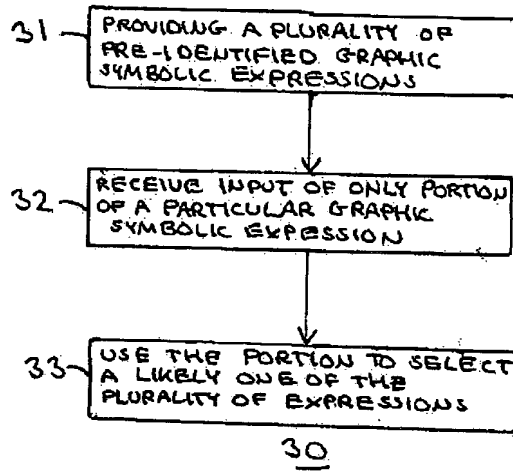 31
PROVIDING A PLURALITY OF
PRE-IDENTIFIED GRAPHIC
SYMBOLIC EXPRESSIONS
32
RECEIVE INPUT OF ONLY PORTION
OF A PARTICULAR GRAPHIC
SYMBOLIC EXPRESSION
33
USE THE PORTION TO SELECT
A LIKELY ONE OF THE
PLURALITY OF EXPRESSIONS
30